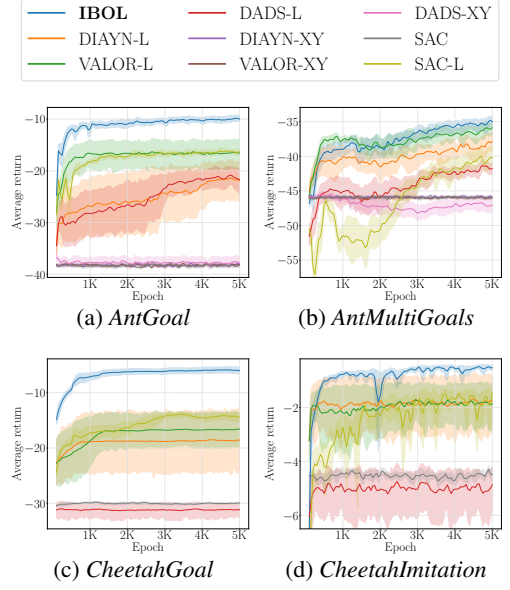 IBOL DADS-L DADS-XY
DIAYN-L DIAYN-XY SAC
VALOR-L VALOR-XY SAC-L
−10
−20
−30
−40
Average return
1K 2K 3K 4K 5K
Epoch
(a) AntGoal
−35
−40
−45
−50
−55
Average return
1K 2K 3K 4K 5K
Epoch
(b) AntMultiGoals
−10
−20
−30
Average return
1K 2K 3K 4K 5K
Epoch
(c) CheetahGoal
−2
−4
−6
Average return
1K 2K 3K 4K 5K
Epoch
(d) CheetahImitation